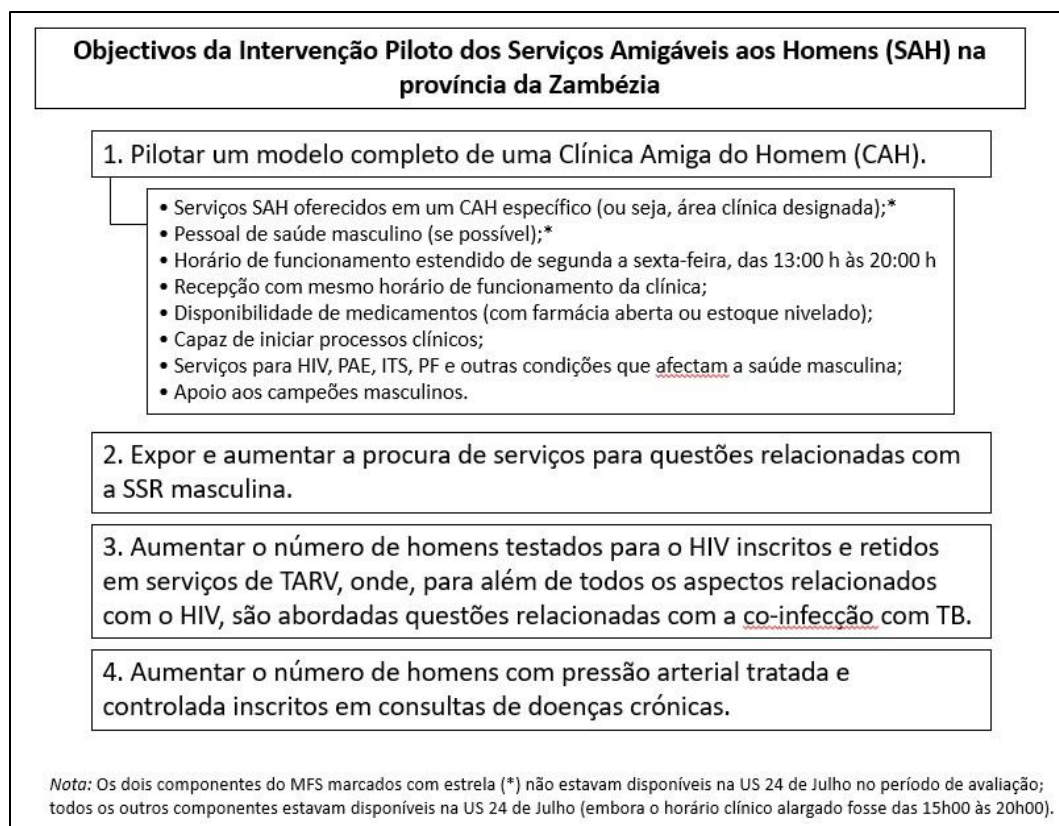 Objectivos da Intervenção Piloto dos Serviços Amigáveis aos Homens (SAH) na
província da Zambézia
1. Pilotar um modelo completo de uma Clínica Amiga do Homem (CAH).
• Serviços SAH oferecidos em um CAH específico (ou seja, área clínica designada);*
• Pessoal de saúde masculino (se possível);*
• Horário de funcionamento estendido de segunda a sexta-feira, das 13:00 h às 20:00 h
• Recepção com mesmo horário de funcionamento da clínica;
• Disponibilidade de medicamentos (com farmácia aberta ou estoque nivelado);
• Capaz de iniciar processos clínicos;
• Serviços para HIV, PAE, ITS, PF e outras condições que afectam a saúde masculina;
• Apoio aos campeões masculinos.
2. Expor e aumentar a procura de serviços para questões relacionadas com
a SSR masculina.
3. Aumentar o número de homens testados para o HIV inscritos e retidos
em serviços de TARV, onde, para além de todos os aspectos relacionados
com o HIV, são abordadas questões relacionadas com a co-infecção com TB.
4. Aumentar o número de homens com pressão arterial tratada e
controlada inscritos em consultas de doenças crónicas.
Nota: Os dois componentes do MFS marcados com estrela (*) não estavam disponíveis na US 24 de Julho no período de avaliação;
todos os outros componentes estavam disponíveis na US 24 de Julho (embora o horário clínico alargado fosse das 15h00 às 20h00).